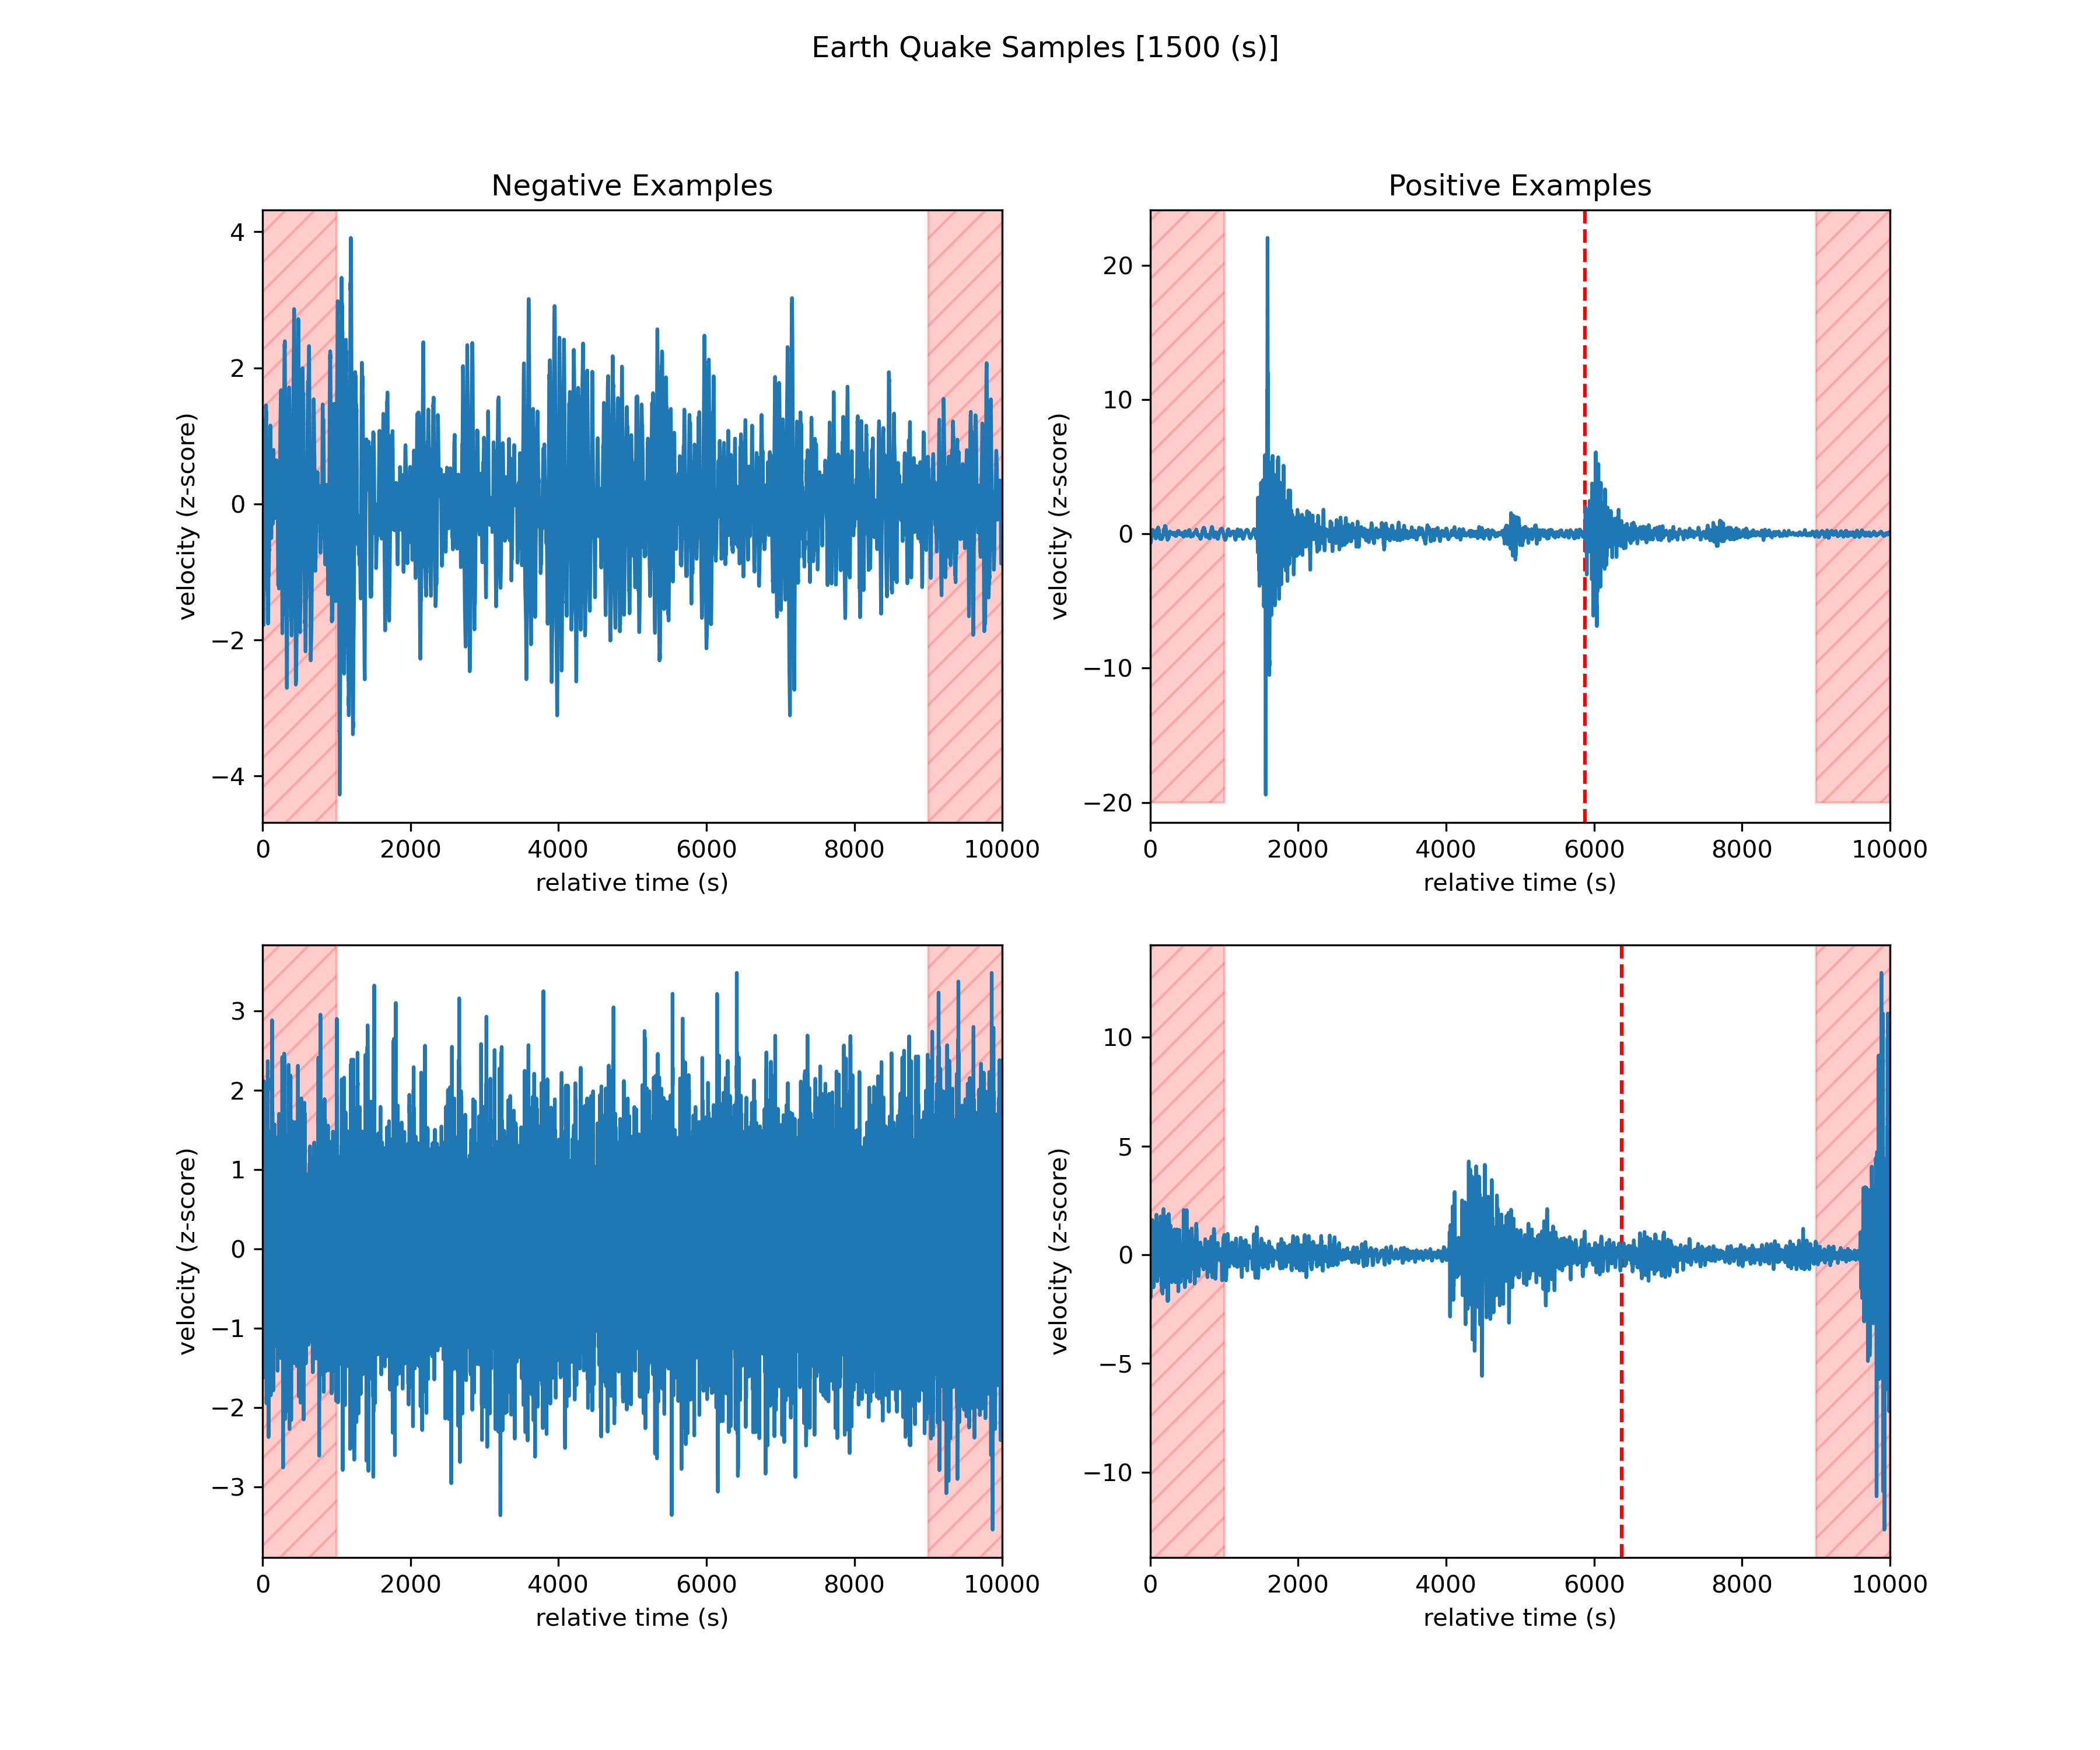 Earth Quake Samples [1500 (s)]
Negative Examples
velocity (z-score)
4
2
0
−2
−4
0 2000 4000 6000 8000 10000
relative time (s)
Positive Examples
velocity (z-score)
20
10
0
−10
−20
0 2000 4000 6000 8000 10000
relative time (s)
velocity (z-score)
3
2
1
0
−1
−2
−3
0 2000 4000 6000 8000 10000
relative time (s)
velocity (z-score)
10
5
0
−5
−10
0 2000 4000 6000 8000 10000
relative time (s)